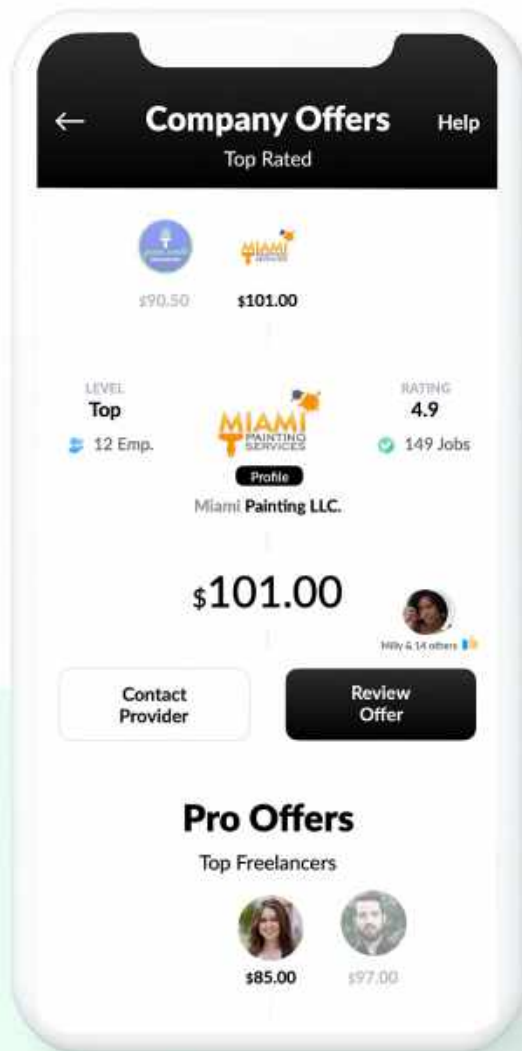 Company Offers
Help
Top Rated
MIAMI
PAINTING
SERVICES
$90.50
$101.00
LEVEL
Top
12 Emp.
MIAMI
PAINTING
SERVICES
RATING
4.9
149 Jobs
Profile
Miami Painting LLC.
$101.00
Milly & 14 others
Contact
Provider
Review
Offer
Pro Offers
Top Freelancers
$85.00
$97.00